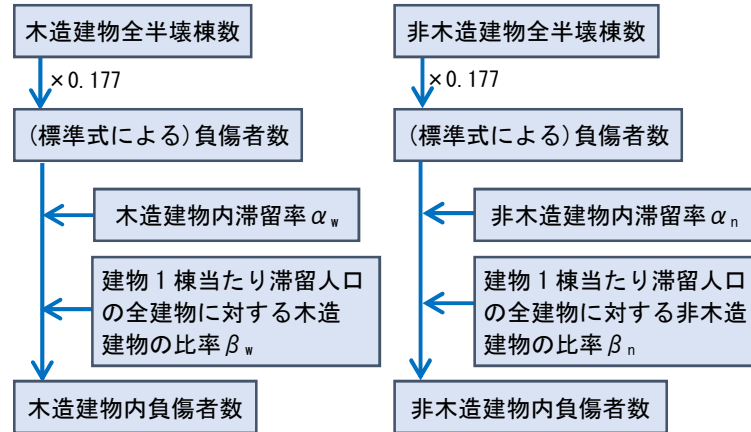 木造建物全半壊棟数
×0.177
(標準式による)負傷者数
木造建物内滞留率αw
建物1棟当たり滞留人口
の全建物に対する木造
建物の比率βw
木造建物内負傷者数
非木造建物全半壊棟数
×0.177
(標準式による)負傷者数
非木造建物内滞留率αn
建物1棟当たり滞留人口
の全建物に対する非木造
建物の比率βn
非木造建物内負傷者数